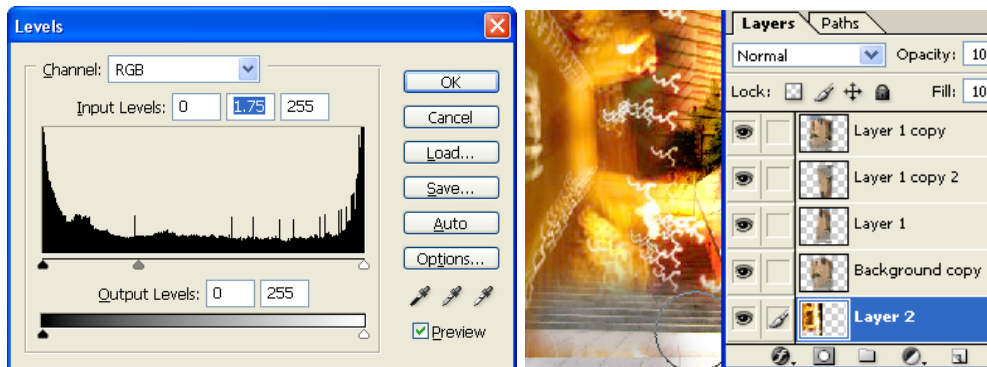 Levels
Channel: RGB
Input Levels: 0 1.75 255
Output Levels: 0 255
OK
Cancel
Load...
Save...
Auto
Options...
Preview
Layers Paths
Normal Opacity: 10
Lock: Fill: 10
Layer 1 copy
Layer 1 copy 2
Layer 1
Background copy
Layer 2